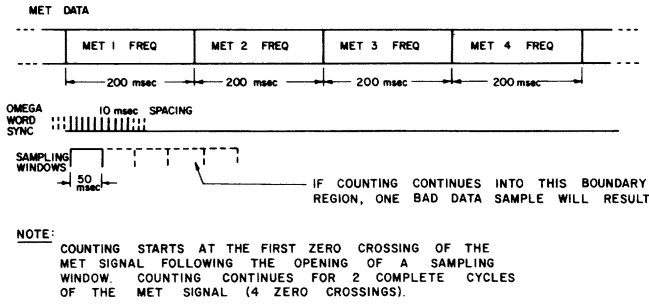 MET DATA
MET 1 FREQ MET 2 FREQ MET 3 FREQ MET 4 FREQ
200 msec 200 msec 200 msec 200 msec
OMEGA
WORD
SYNC
10 msec SPACING
SAMPLING
WINDOWS
50
msec
IF COUNTING CONTINUES INTO THIS BOUNDARY
REGION, ONE BAD DATA SAMPLE WILL RESULT
NOTE:
COUNTING STARTS AT THE FIRST ZERO CROSSING OF THE
MET SIGNAL FOLLOWING THE OPENING OF A SAMPLING
WINDOW. COUNTING CONTINUES FOR 2 COMPLETE CYCLES
OF THE MET SIGNAL (4 ZERO CROSSINGS).